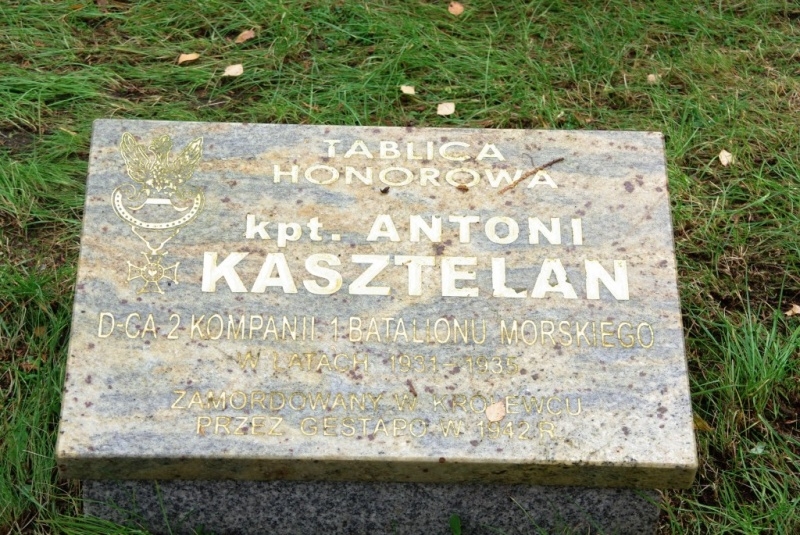 TABLICA
HONOROWA
kpt. ANTONI
KASZTELAN
D-CA 2 KOMPANII 1 BATALIONU MORSKIEGO
W LATACH 1931-1935
ZAMORDOWANY W KRÓLEWCU
PRZEZ GESTAPO W 1942 R.